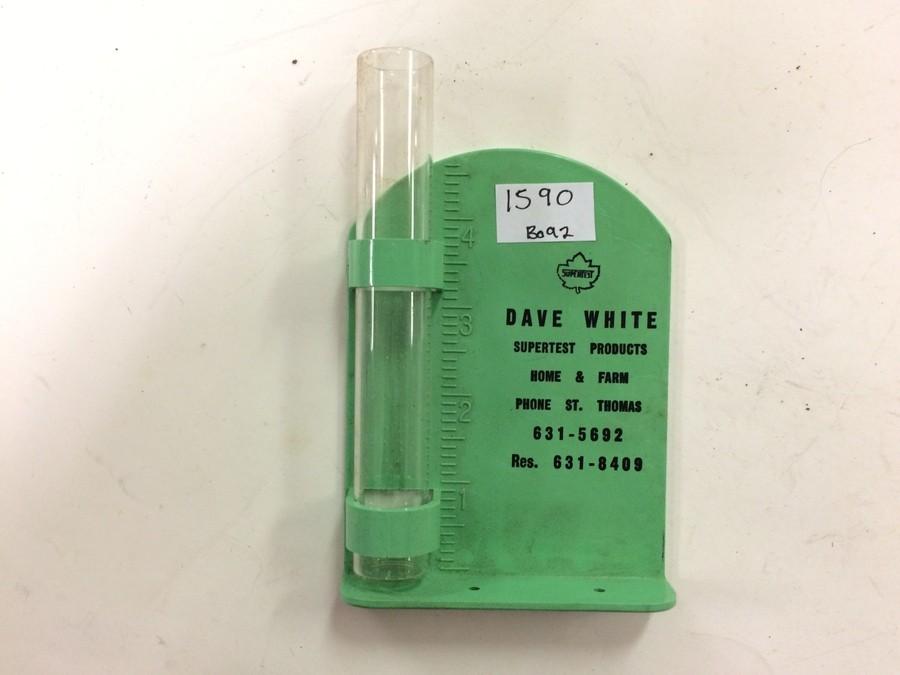 1590
Bo92
SUPERTEST
DAVE WHITE
SUPERTEST PRODUCTS
HOME & FARM
PHONE ST. THOMAS
631-5692
Res. 631-8409
4
3
2
1